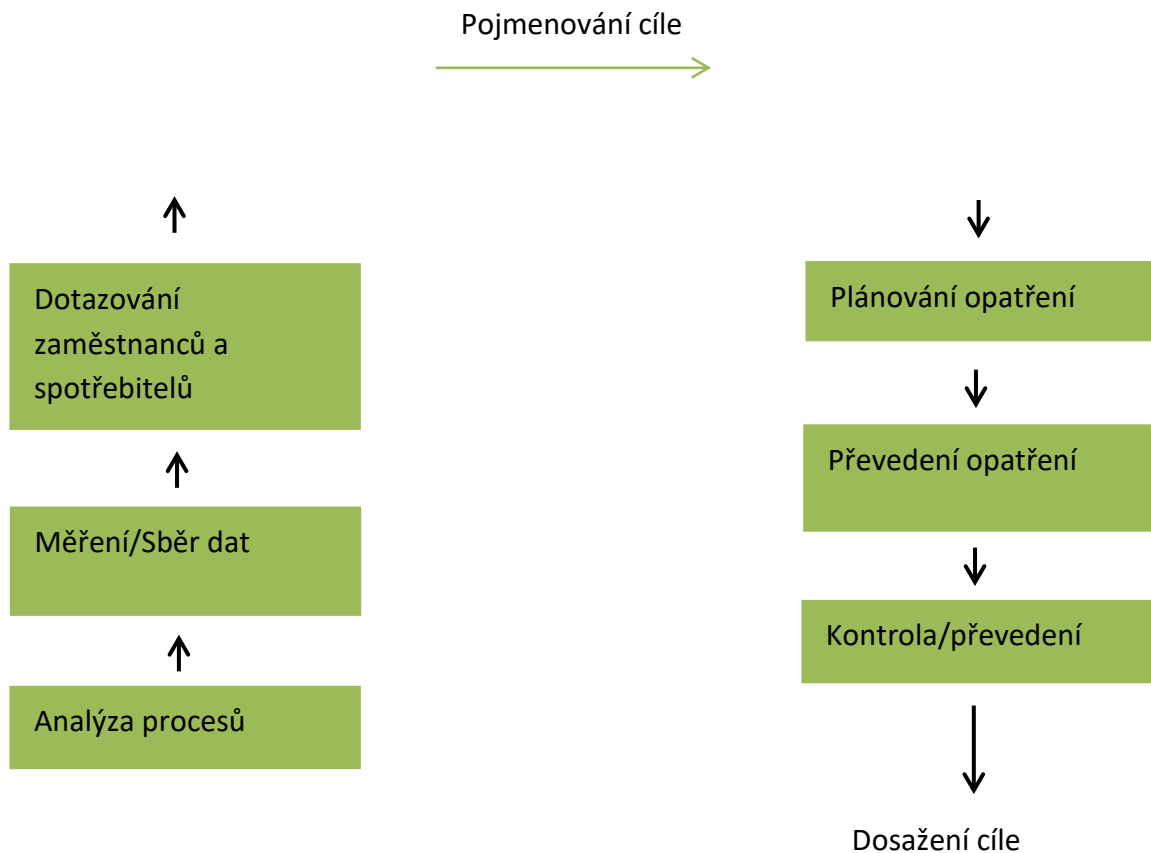 Pojmenování cíle
Dotazování
zaměstnanců a
spotřebitelů
Měření/Sběr dat
Analýza procesů
Plánování opatření
Převedení opatření
Kontrola/převedení
Dosažení cíle